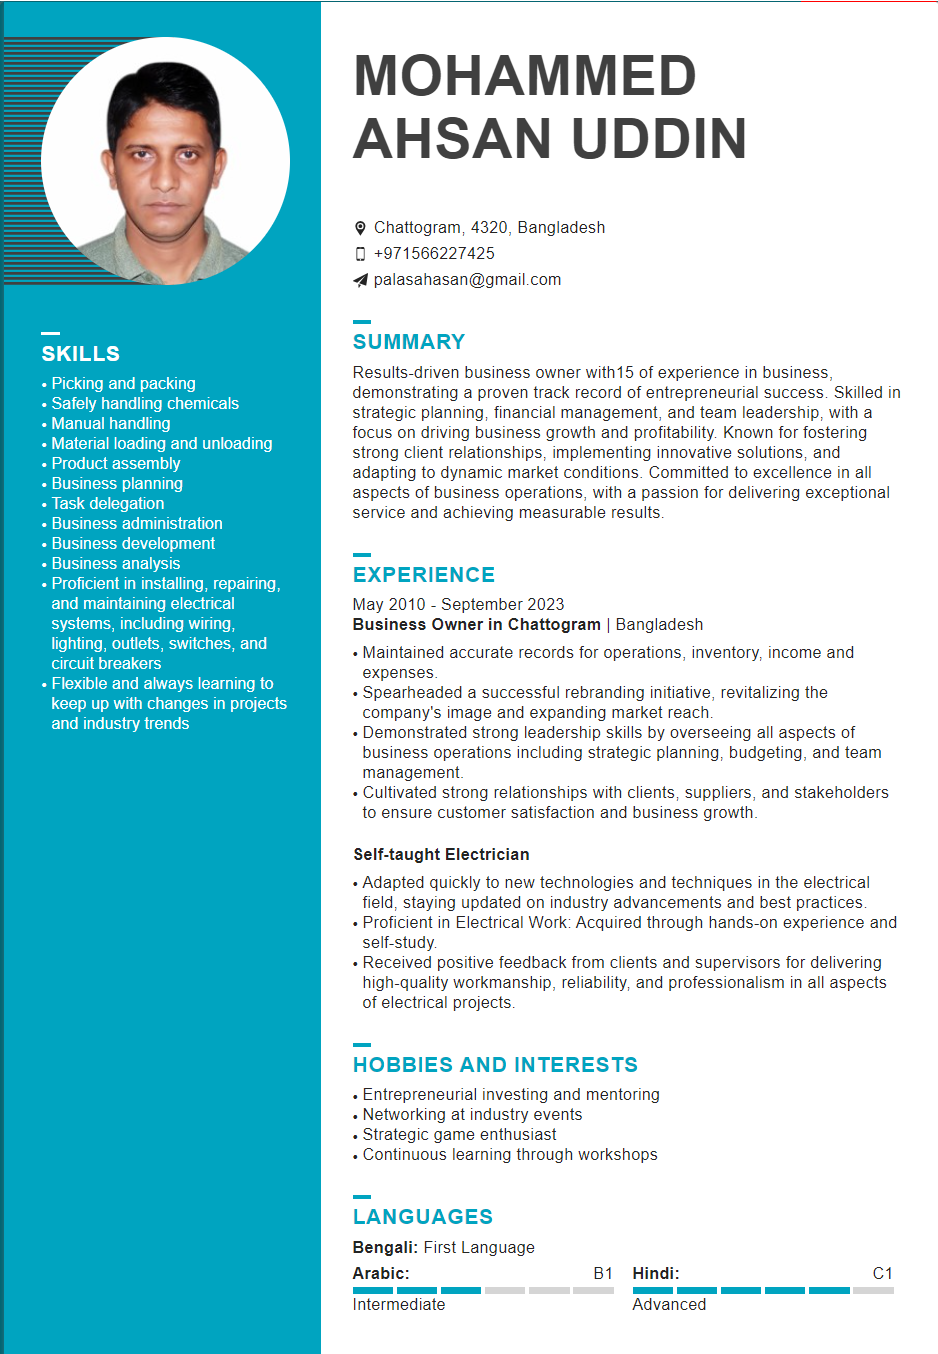 MOHAMMED
AHSAN UDDIN
Chattogram, 4320, Bangladesh
+971566227425
palasahasan@gmail.com
SKILLS
• Picking and packing
• Safely handling chemicals
• Manual handling
• Material loading and unloading
• Product assembly
• Business planning
• Task delegation
• Business administration
• Business development
• Business analysis
• Proficient in installing, repairing,
and maintaining electrical
systems, including wiring,
lighting, outlets, switches, and
circuit breakers
• Flexible and always learning to
keep up with changes in projects
and industry trends
SUMMARY
Results-driven business owner with15 of experience in business,
demonstrating a proven track record of entrepreneurial success. Skilled in
strategic planning, financial management, and team leadership, with a
focus on driving business growth and profitability. Known for fostering
strong client relationships, implementing innovative solutions, and
adapting to dynamic market conditions. Committed to excellence in all
aspects of business operations, with a passion for delivering exceptional
service and achieving measurable results.
EXPERIENCE
May 2010 - September 2023
Business Owner in Chattogram | Bangladesh
• Maintained accurate records for operations, inventory, income and
expenses.
• Spearheaded a successful rebranding initiative, revitalizing the
company's image and expanding market reach.
• Demonstrated strong leadership skills by overseeing all aspects of
business operations including strategic planning, budgeting, and team
management.
• Cultivated strong relationships with clients, suppliers, and stakeholders
to ensure customer satisfaction and business growth.
Self-taught Electrician
• Adapted quickly to new technologies and techniques in the electrical
field, staying updated on industry advancements and best practices.
• Proficient in Electrical Work: Acquired through hands-on experience and
self-study.
• Received positive feedback from clients and supervisors for delivering
high-quality workmanship, reliability, and professionalism in all aspects
of electrical projects.
HOBBIES AND INTERESTS
• Entrepreneurial investing and mentoring
• Networking at industry events
• Strategic game enthusiast
• Continuous learning through workshops
LANGUAGES
Bengali: First Language
Arabic: B1
Intermediate
Hindi: C1
Advanced